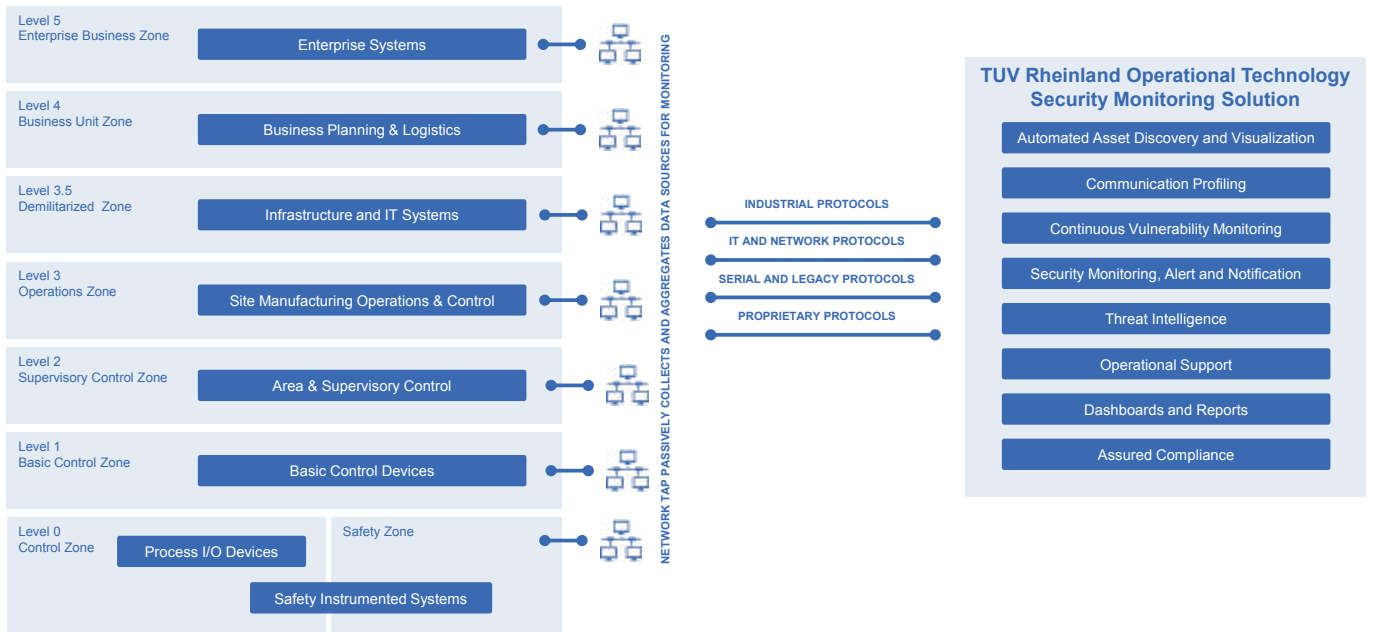 Level 5
Enterprise Business Zone
Enterprise Systems
Level 4
Business Unit Zone
Business Planning & Logistics
Level 3.5
Demilitarized Zone
Infrastructure and IT Systems
Level 3
Operations Zone
Site Manufacturing Operations & Control
Level 2
Supervisory Control Zone
Area & Supervisory Control
Level 1
Basic Control Zone
Basic Control Devices
Level 0
Control Zone
Process I/O Devices
Safety Zone
Safety Instrumented Systems
NETWORK TAP PASSIVELY COLLECTS AND AGGREGATES DATA SOURCES FOR MONITORING
INDUSTRIAL PROTOCOLS
IT AND NETWORK PROTOCOLS
SERIAL AND LEGACY PROTOCOLS
PROPRIETARY PROTOCOLS
TUV Rheinland Operational Technology
Security Monitoring Solution
Automated Asset Discovery and Visualization
Communication Profiling
Continuous Vulnerability Monitoring
Security Monitoring, Alert and Notification
Threat Intelligence
Operational Support
Dashboards and Reports
Assured Compliance